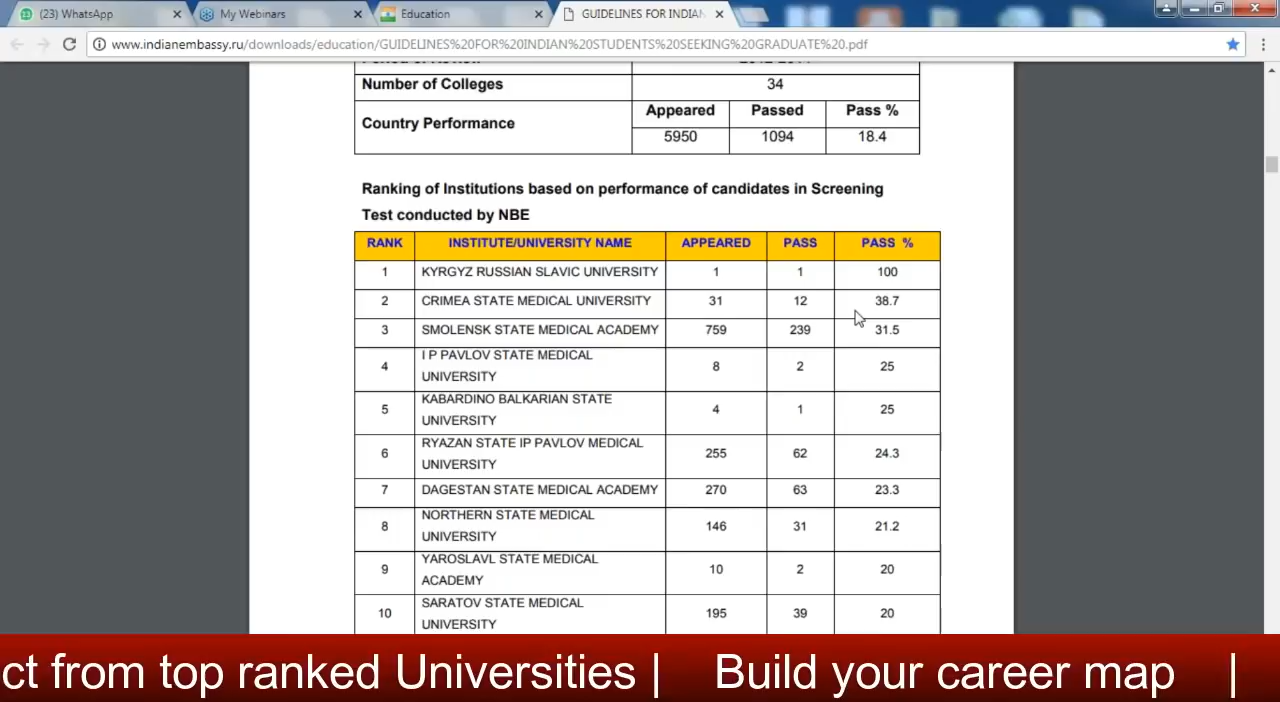 (23) WhatsApp
My Webinars
Education
GUIDELINES FOR INDIAN
www.indianembassy.ru/downloads/education/GUIDELINES%20FOR%20INDIAN%20STUDENTS%20SEEKING%20GRADUATE%20.pdf
Number of Colleges 34
Country Performance Appeared Passed Pass %
5950 1094 18.4
Ranking of Institutions based on performance of candidates in Screening
Test conducted by NBE
RANK INSTITUTE/UNIVERSITY NAME APPEARED PASS PASS %
1 KYRGYZ RUSSIAN SLAVIC UNIVERSITY 1 1 100
2 CRIMEA STATE MEDICAL UNIVERSITY 31 12 38.7
3 SMOLENSK STATE MEDICAL ACADEMY 759 239 31.5
4 I P PAVLOV STATE MEDICAL
UNIVERSITY 8 2 25
5 KABARDINO BALKARIAN STATE
UNIVERSITY 4 1 25
6 RYAZAN STATE IP PAVLOV MEDICAL
UNIVERSITY 255 62 24.3
7 DAGESTAN STATE MEDICAL ACADEMY 270 63 23.3
8 NORTHERN STATE MEDICAL
UNIVERSITY 146 31 21.2
9 YAROSLAVL STATE MEDICAL
ACADEMY 10 2 20
10 SARATOV STATE MEDICAL
UNIVERSITY 195 39 20
ct from top ranked Universities | Build your career map |